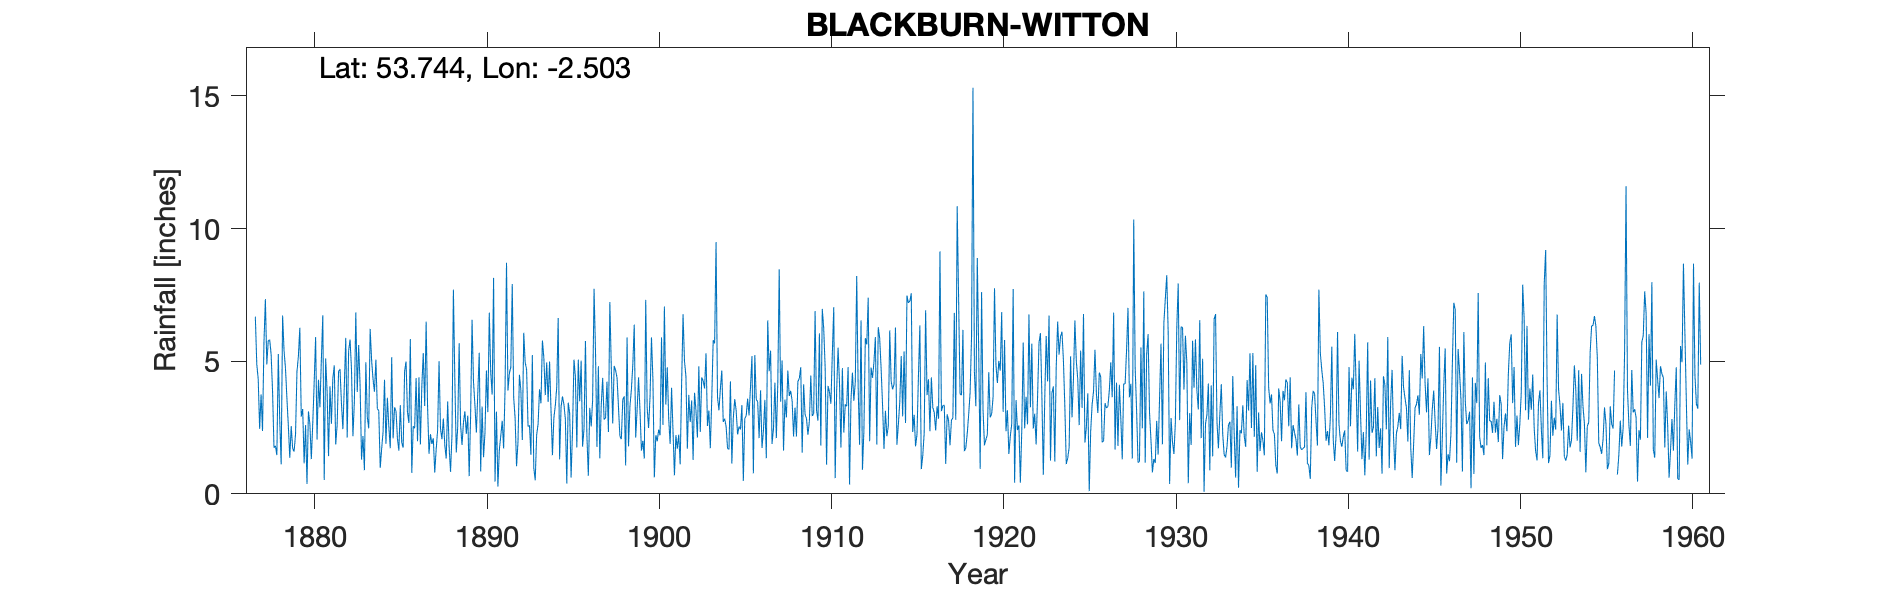 BLACKBURN-WITTON
Lat: 53.744, Lon: -2.503
15
10
5
0
Rainfall [inches]
1880 1890 1900 1910 1920 1930 1940 1950 1960
Year